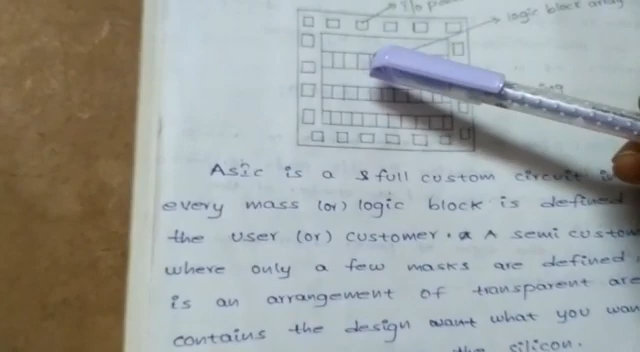 logic block array
Asic is a full custom circuit
every mass (or) logic block is defined
the user (or) customer. A semi custom
where only a few masks are defined
is an arrangement of transparent are
contains the design want what you wan
the silicon.